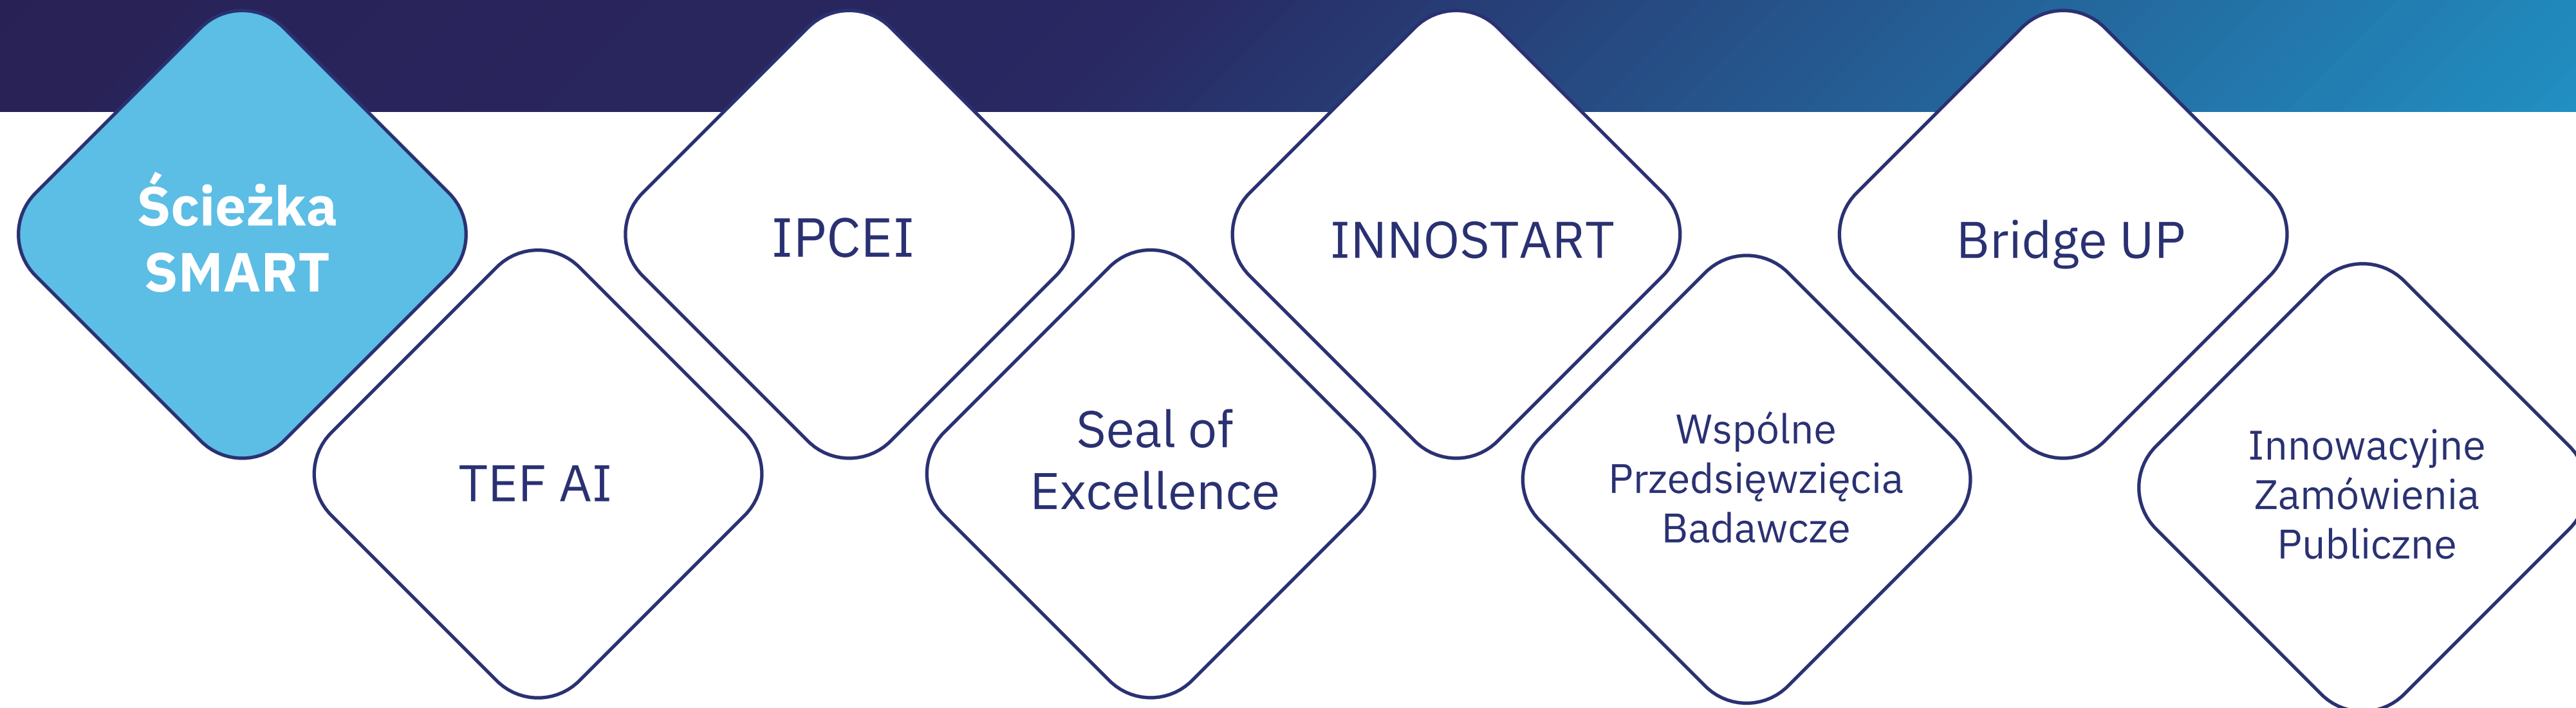 Ścieżka
SMART
IPCEI
INNOSTART
Bridge UP
TEF AI
Seal of
Excellence
Wspólne
Przedsięwzięcia
Badawcze
Innowacyjne
Zamówienia
Publiczne